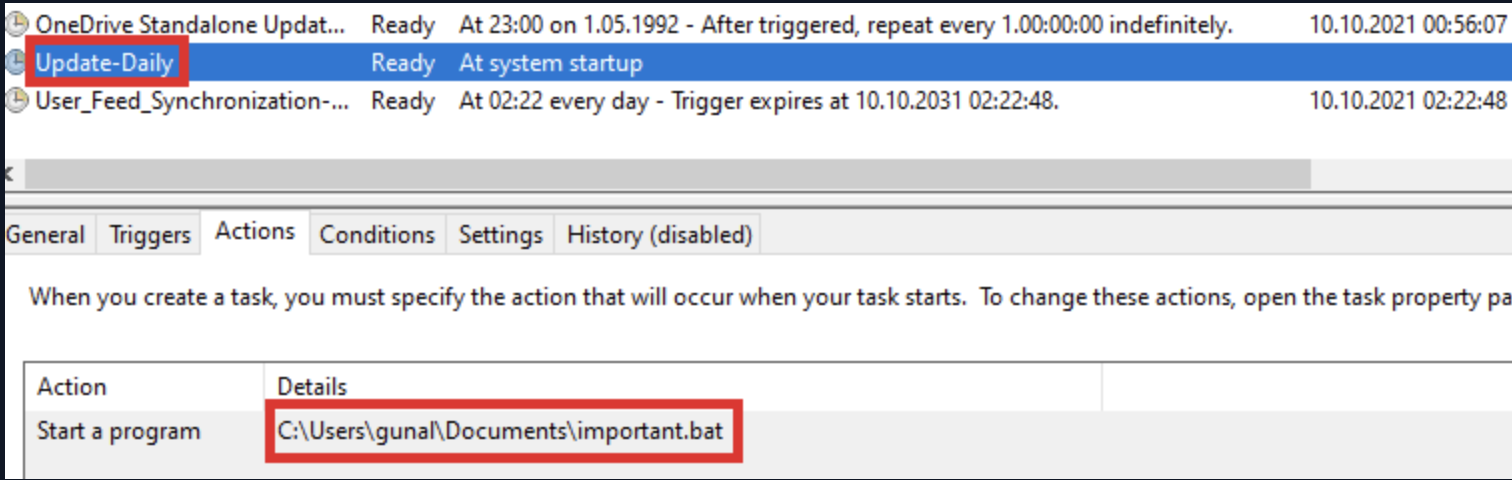 OneDrive Standalone Updat... Ready At 23:00 on 1.05.1992 - After triggered, repeat every 1.00:00:00 indefinitely. 10.10.2021 00:56:07
Update-Daily Ready At system startup
User_Feed_Synchronization-... Ready At 02:22 every day - Trigger expires at 10.10.2031 02:22:48. 10.10.2021 02:22:48
General Triggers Actions Conditions Settings History (disabled)
When you create a task, you must specify the action that will occur when your task starts. To change these actions, open the task property pa
Action Details
Start a program C:\Users\gunal\Documents\important.bat